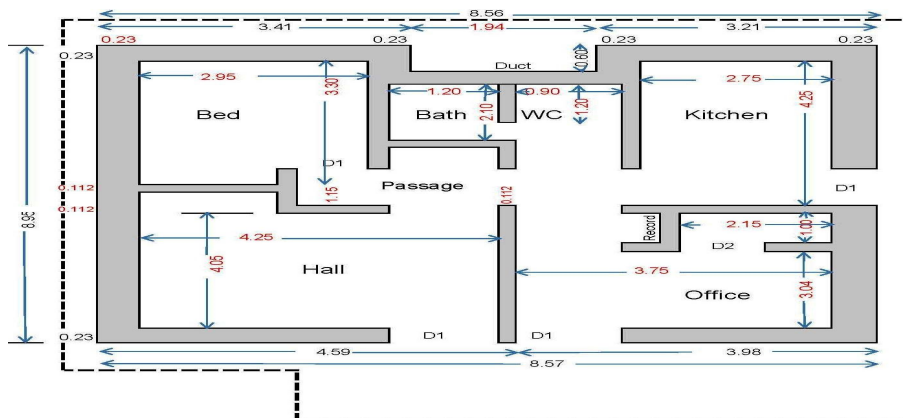 8.56
3.41 1.94 3.21
0.23 0.23 0.23 0.23
0.23
0.60
Duct
2.95 3.30 1.20 0.90 2.75
2.10 1.20 4.25
Bed Bath WC Kitchen
D1
Passage
0.112 1.15 0.112 D1
0.112
8.95
Record 2.15 1.00
4.25 D2
4.05 Hall 3.75 3.04
Office
0.23 D1 D1
4.59 3.98
8.57